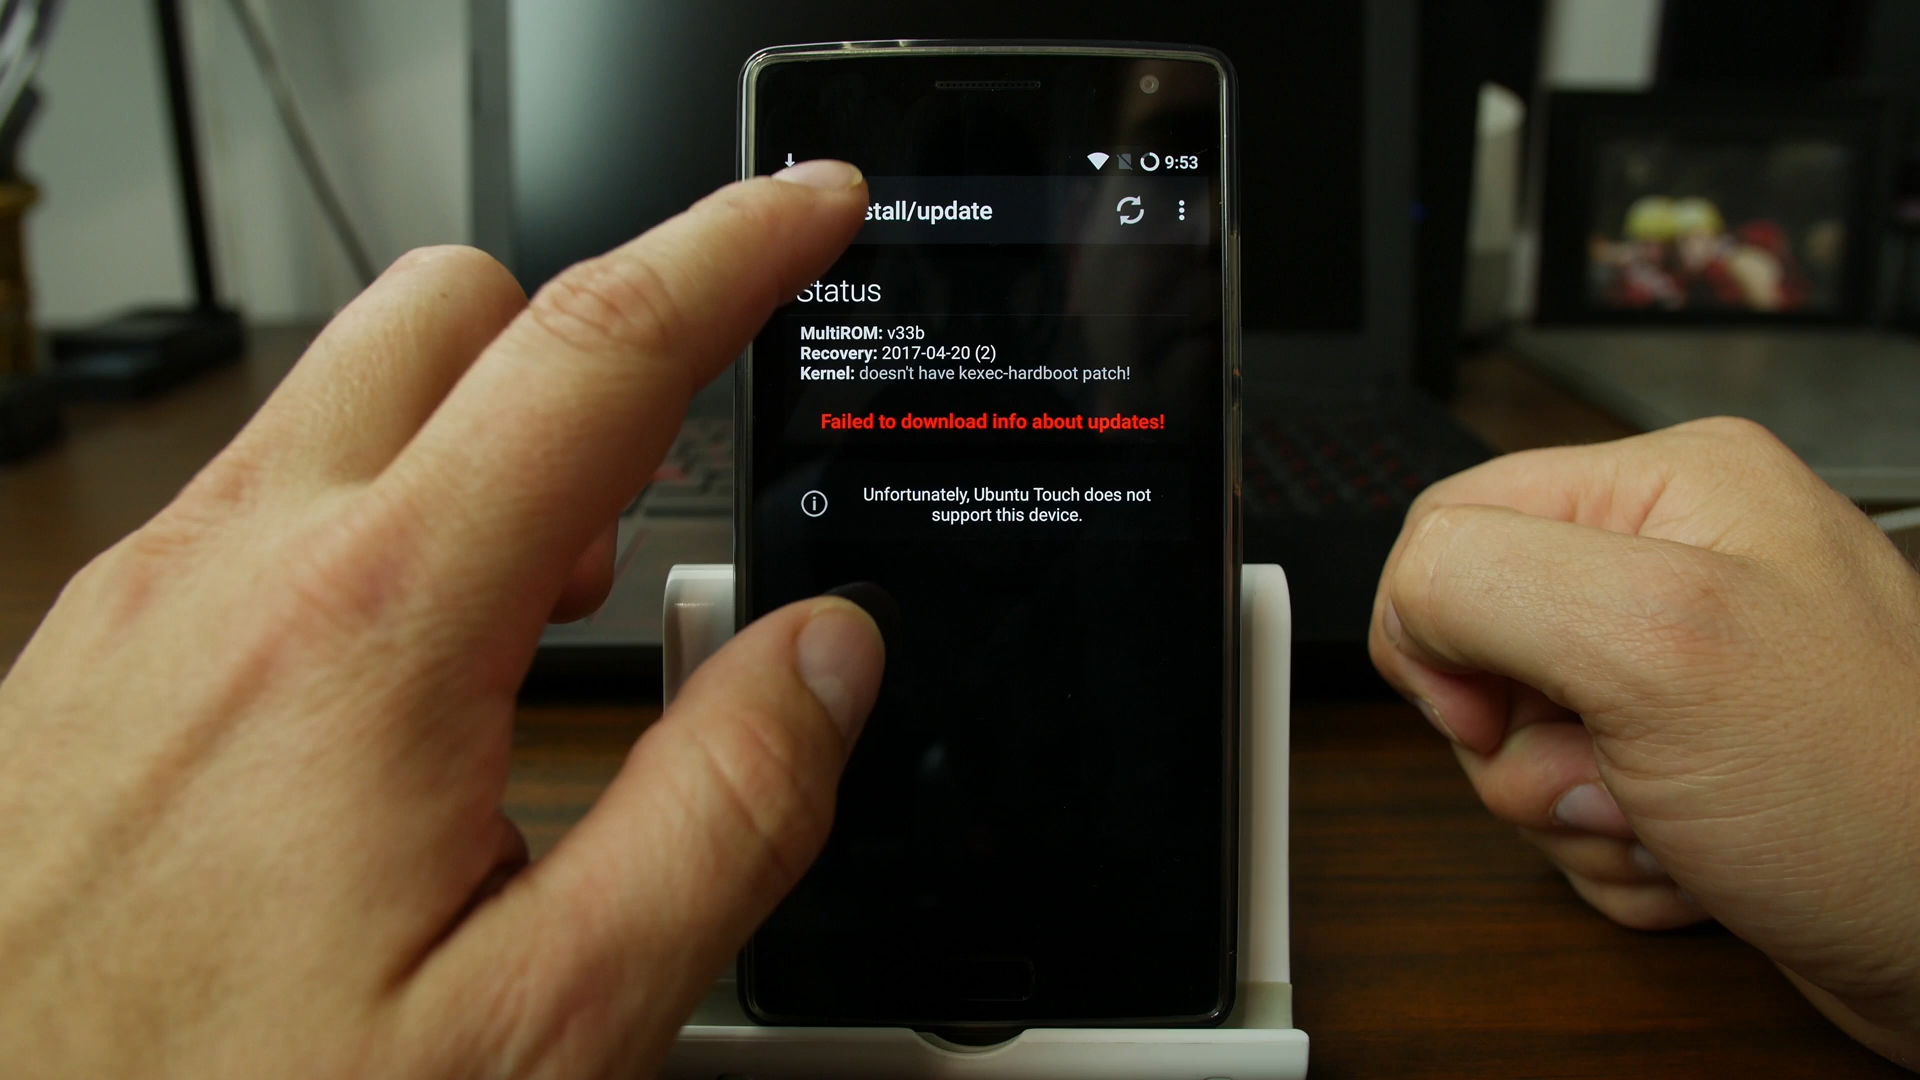 9:53
stall/update
Status
MultiROM: v33b
Recovery: 2017-04-20 (2)
Kernel: doesn't have kexec-hardboot patch!
Failed to download info about updates!
Unfortunately, Ubuntu Touch does not
support this device.